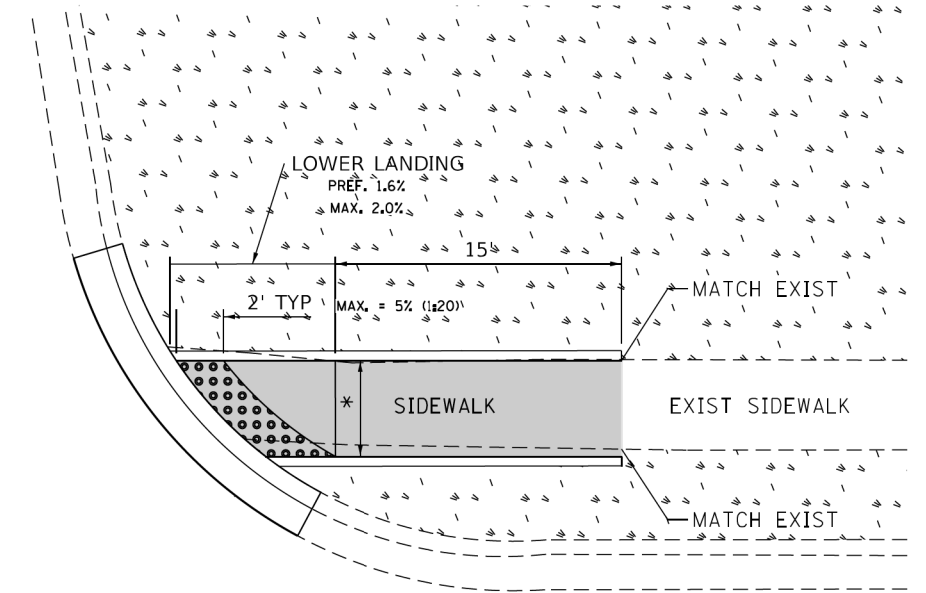 LOWER LANDING
PREF. 1.6%
MAX. 2.0%
15'
2' TYP
MAX. = 5% (1:20)
MATCH EXIST
*
SIDEWALK
EXIST SIDEWALK
MATCH EXIST